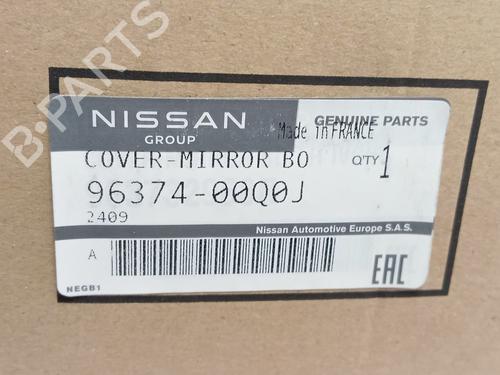 B-PARTS
NISSAN
GROUP
GENUINE PARTS
Made in FRANCE
COVER-MIRROR BO
QTY 1
96374-00Q0J
2409
Nissan Automotive Europe S.A.S.
A
EAC
NEGB1